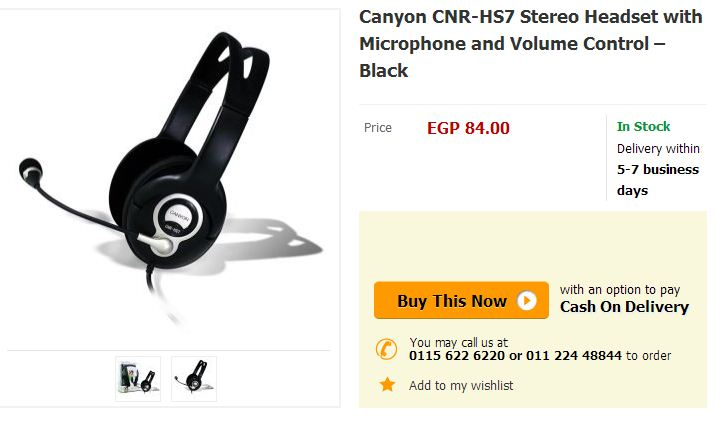 Canyon CNR-HS7 Stereo Headset with
Microphone and Volume Control –
Black
Price
EGP 84.00
In Stock
Delivery within
5-7 business
days
CANYON
CNR-HS7
Buy This Now
with an option to pay
Cash On Delivery
You may call us at
0115 622 6220 or 011 224 48844 to order
Add to my wishlist